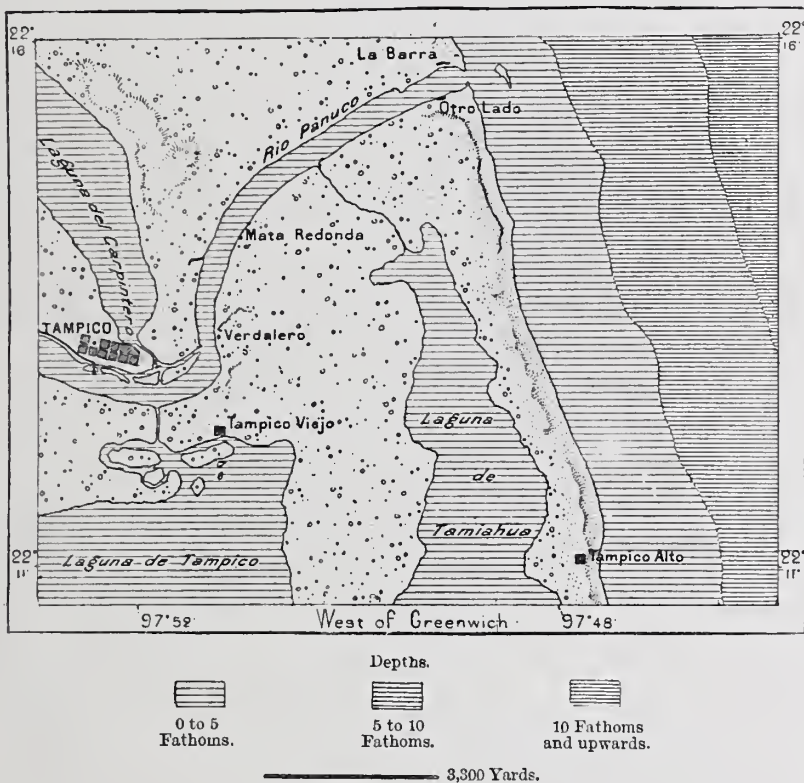 22°
16'
22°
16'
La Barra
Otro Lado
Rio Pánuco
Laguna del Carpintero
Mata Redonda
TAMPICO
Verdalero
Tampico Viejo
Laguna
de
Tamiahua
Laguna de Tampico
Tampico Alto
22°
11'
22°
11'
97°52'
West of Greenwich
97°48'
Depths.
0 to 5
Fathoms.
5 to 10
Fathoms.
10 Fathoms
and upwards.
3,300 Yards.